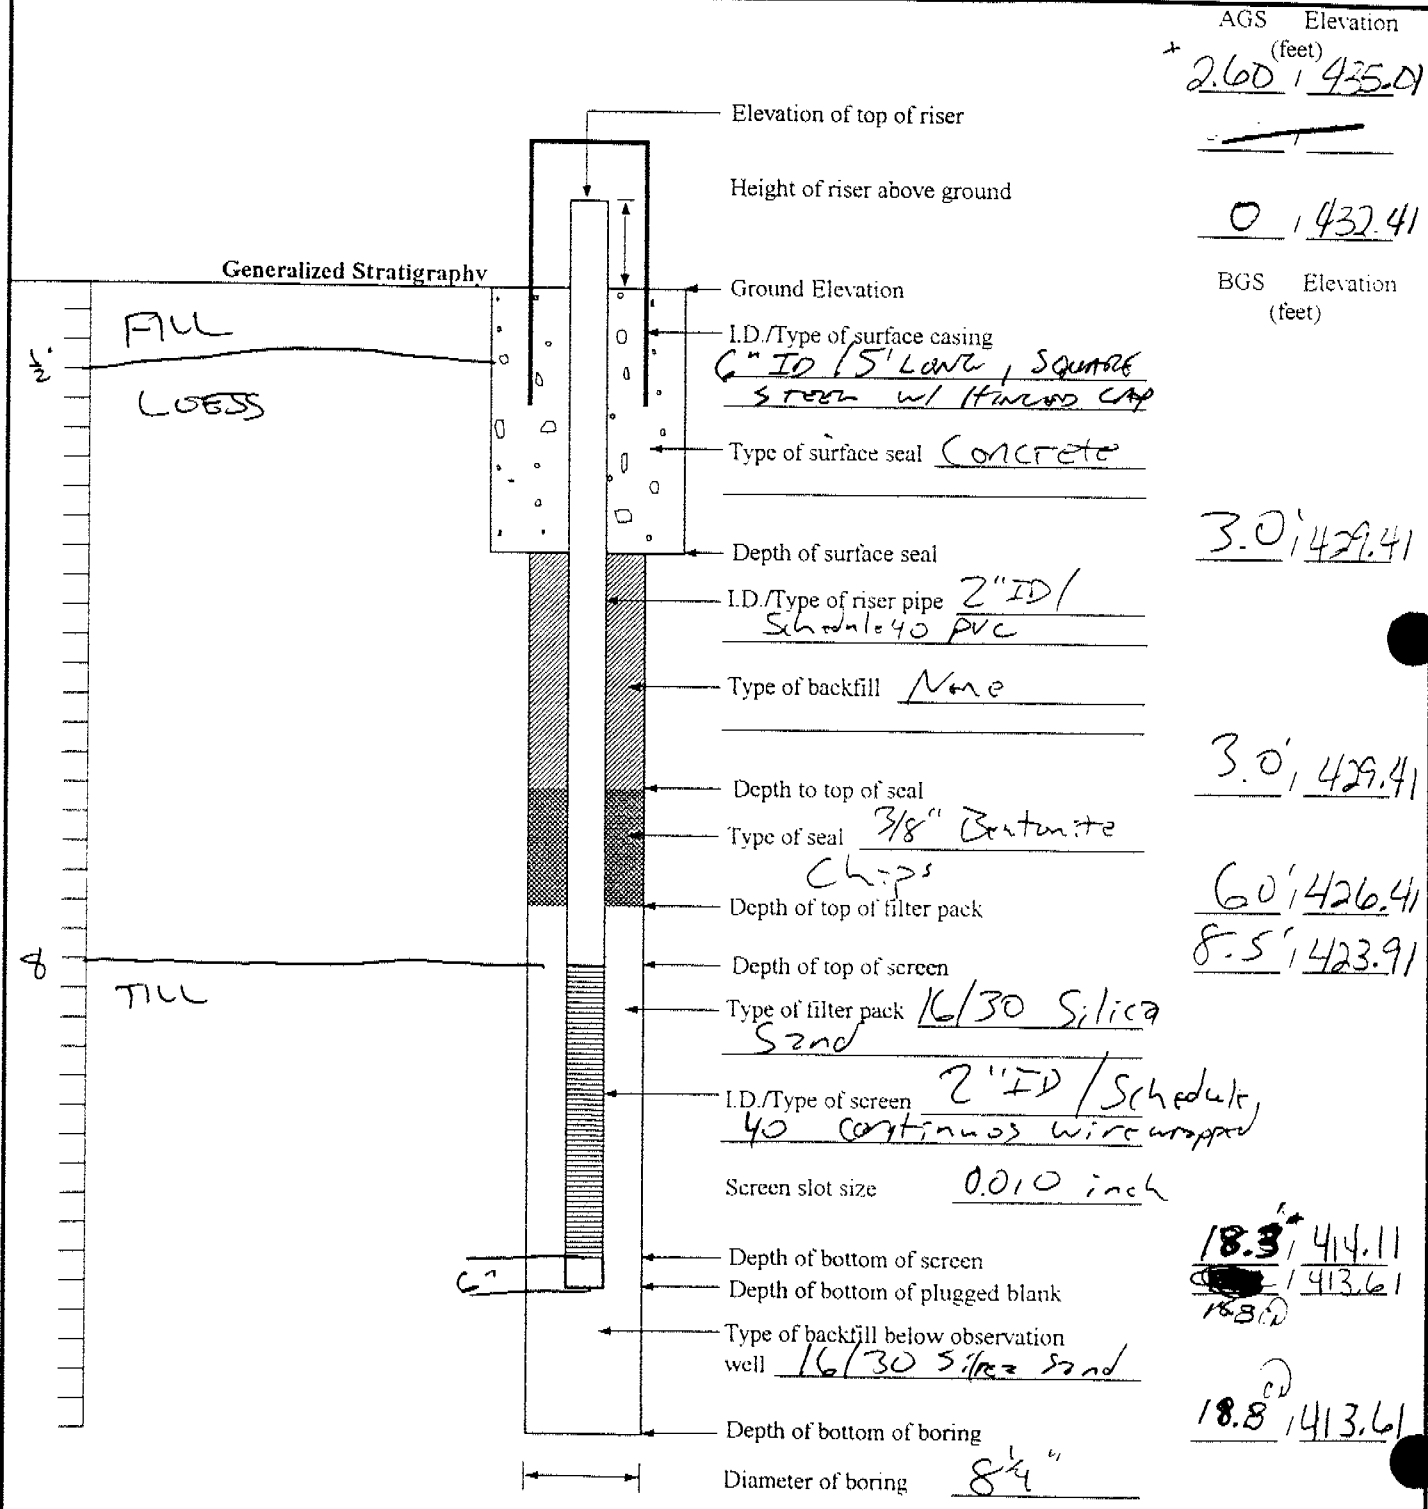 AGS Elevation
(feet)
+ 2.60 / 435.01
Elevation of top of riser
Height of riser above ground
0 / 432.41
Generalized Stratigraphy
Ground Elevation
BGS Elevation
(feet)
FILL
I.D./Type of surface casing
6" ID / 5' LONG, SQUARE
STEEL W/ HINGED CAP
1/2
LOESS
Type of surface seal Concrete
Depth of surface seal 3.0' / 429.41
I.D./Type of riser pipe 2" ID /
Schedule 40 PVC
Type of backfill None
Depth to top of seal 3.0' / 429.41
Type of seal 3/8" Bentonite
Chips
Depth of top of filter pack 6.0' / 426.41
8
Depth of top of screen 8.5' / 423.91
TILL
Type of filter pack 16/30 Silica
Sand
I.D./Type of screen 2" ID / Schedule,
40 continuos wire wrapped
Screen slot size 0.010 inch
Depth of bottom of screen 18.3' / 414.11
6"
Depth of bottom of plugged blank / 413.61
18.8
Type of backfill below observation
well 16/30 Silica Sand
Depth of bottom of boring 18.8 / 413.61
Diameter of boring 8 1/4"